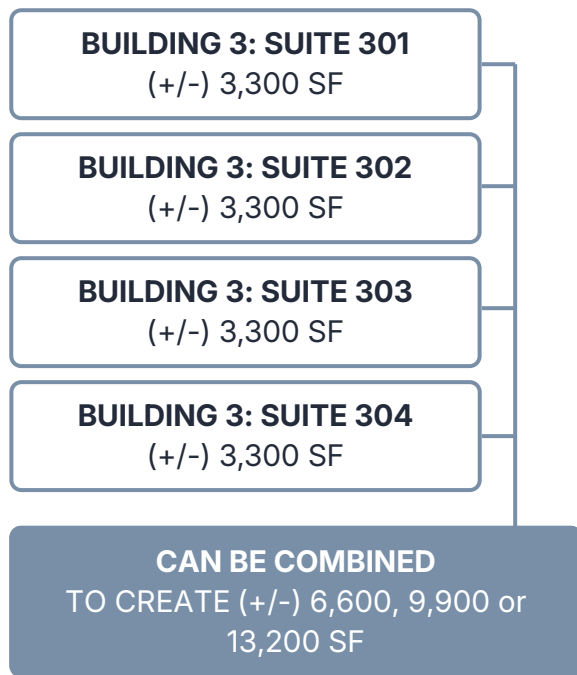 BUILDING 3: SUITE 301
(+/-) 3,300 SF
BUILDING 3: SUITE 302
(+/-) 3,300 SF
BUILDING 3: SUITE 303
(+/-) 3,300 SF
BUILDING 3: SUITE 304
(+/-) 3,300 SF
CAN BE COMBINED
TO CREATE (+/-) 6,600, 9,900 or
13,200 SF